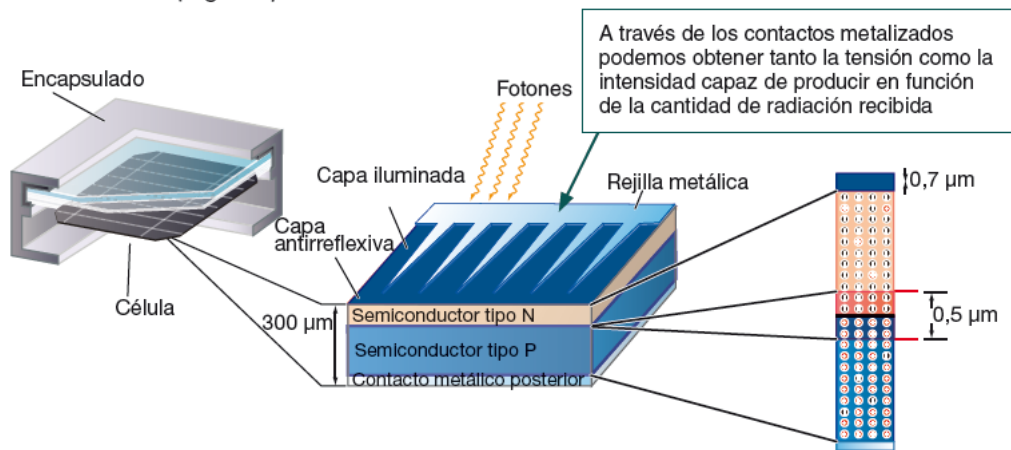 A través de los contactos metalizados
podemos obtener tanto la tensión como la
intensidad capaz de producir en función
de la cantidad de radiación recibida
Encapsulado
Fotones
Capa iluminada
Rejilla metálica
0,7 µm
Capa
antirreflexiva
Célula
300 µm
Semiconductor tipo N
0,5 µm
Semiconductor tipo P
Contacto metálico posterior